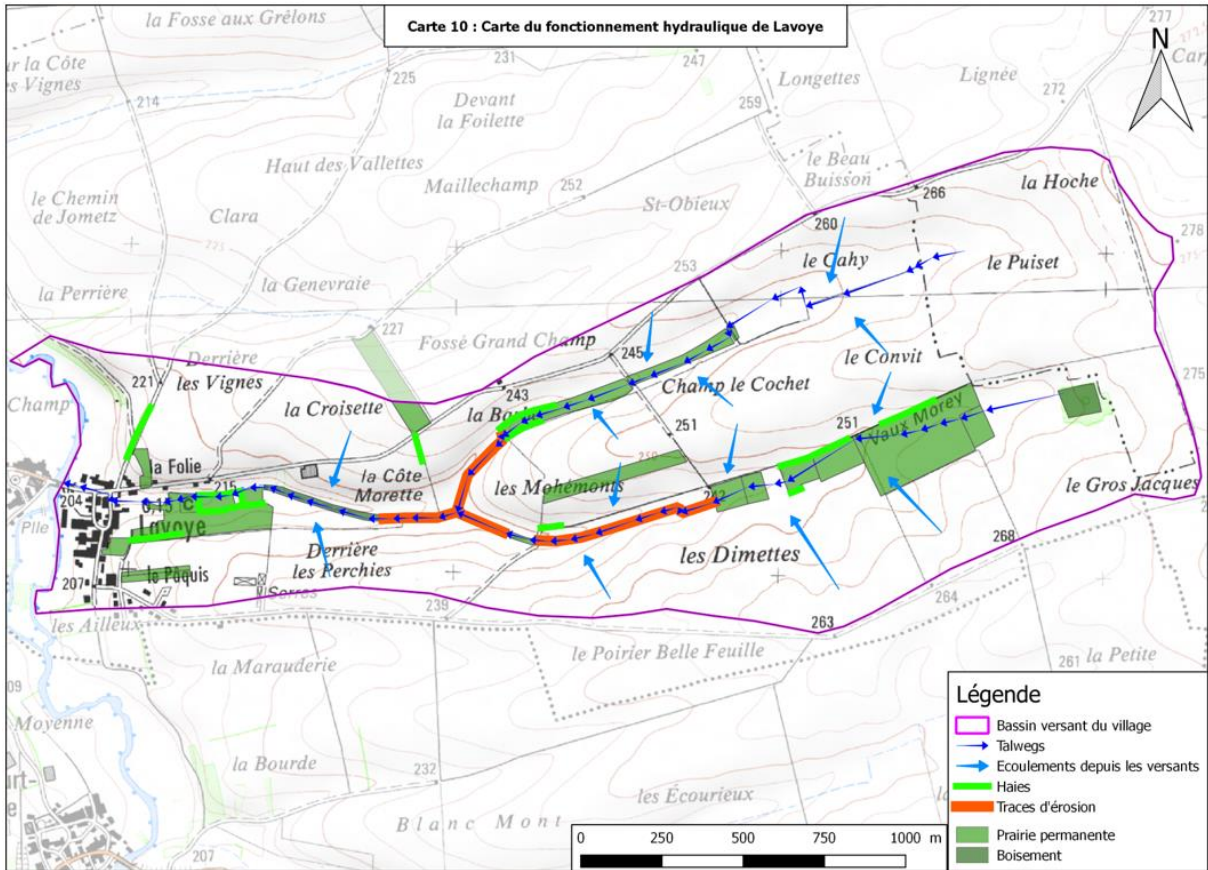 Carte 10 : Carte du fonctionnement hydraulique de Lavoye
la Fosse aux Grêlons
277
N
la Côte
231
247
es Vignes
225
Longettes
Lignée
272
214
Devant
la Foilette
259
Haut des Vallettes
le Beau
Buisson
Maillechamp
252
le Chemin
de Jometz
la Hoche
266
Clara
St-Obieux
260
278
253
le Cahy
le Puiset
la Perrière
la Genevraie
227
Fossé Grand Champ
245
Derrière
les Vignes
le Convit
221
Champ
243
Champ le Cochet
275
la Croisette
251
251
Vaux Morey
la Folie
la Côte
Morette
les Mohémonts
le Gros Jacques
204
215
0,15
Lavoye
Pile
242
Derrière
les Perchies
les Dimettes
268
le Pâquis
207
Serres
239
264
les Ailleux
263
la Marauderie
le Poirier Belle Feuille
261
la Petite
Moyenne
la Bourde
232
les Écourieux
Blanc Mont
207
Légende
Bassin versant du village
Talwegs
Ecoulements depuis les versants
Haies
Traces d'érosion
Prairie permanente
Boisement
0 250 500 750 1000 m